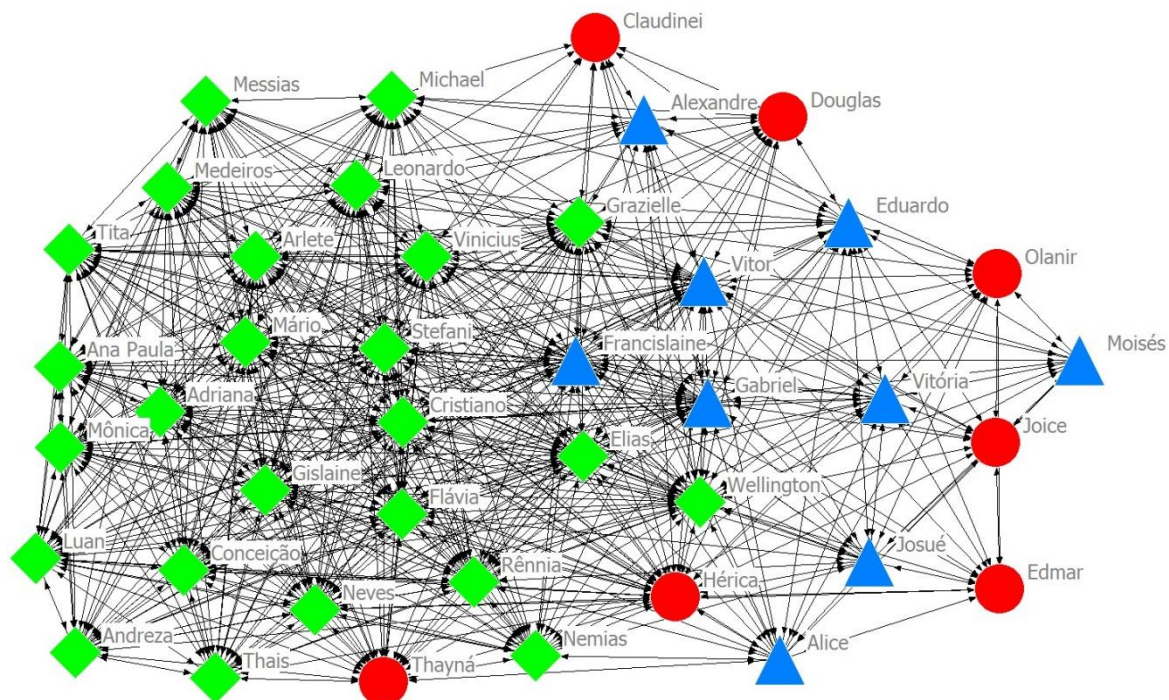 Claudinei
Messias
Michael
Alexandre
Douglas
Medeiros
Leonardo
Grazielle
Eduardo
Tita
Arlete
Vinicius
Vitor
Olanir
Mário
Stefani
Francislaine
Moisés
Ana Paula
Adriana
Cristiano
Gabriel
Vitória
Mônica
Elias
Joice
Gislaine
Flávia
Wellington
Luan
Conceição
Rênnia
Josué
Neves
Hérica
Edmar
Andreza
Thais
Thayná
Nemias
Alice